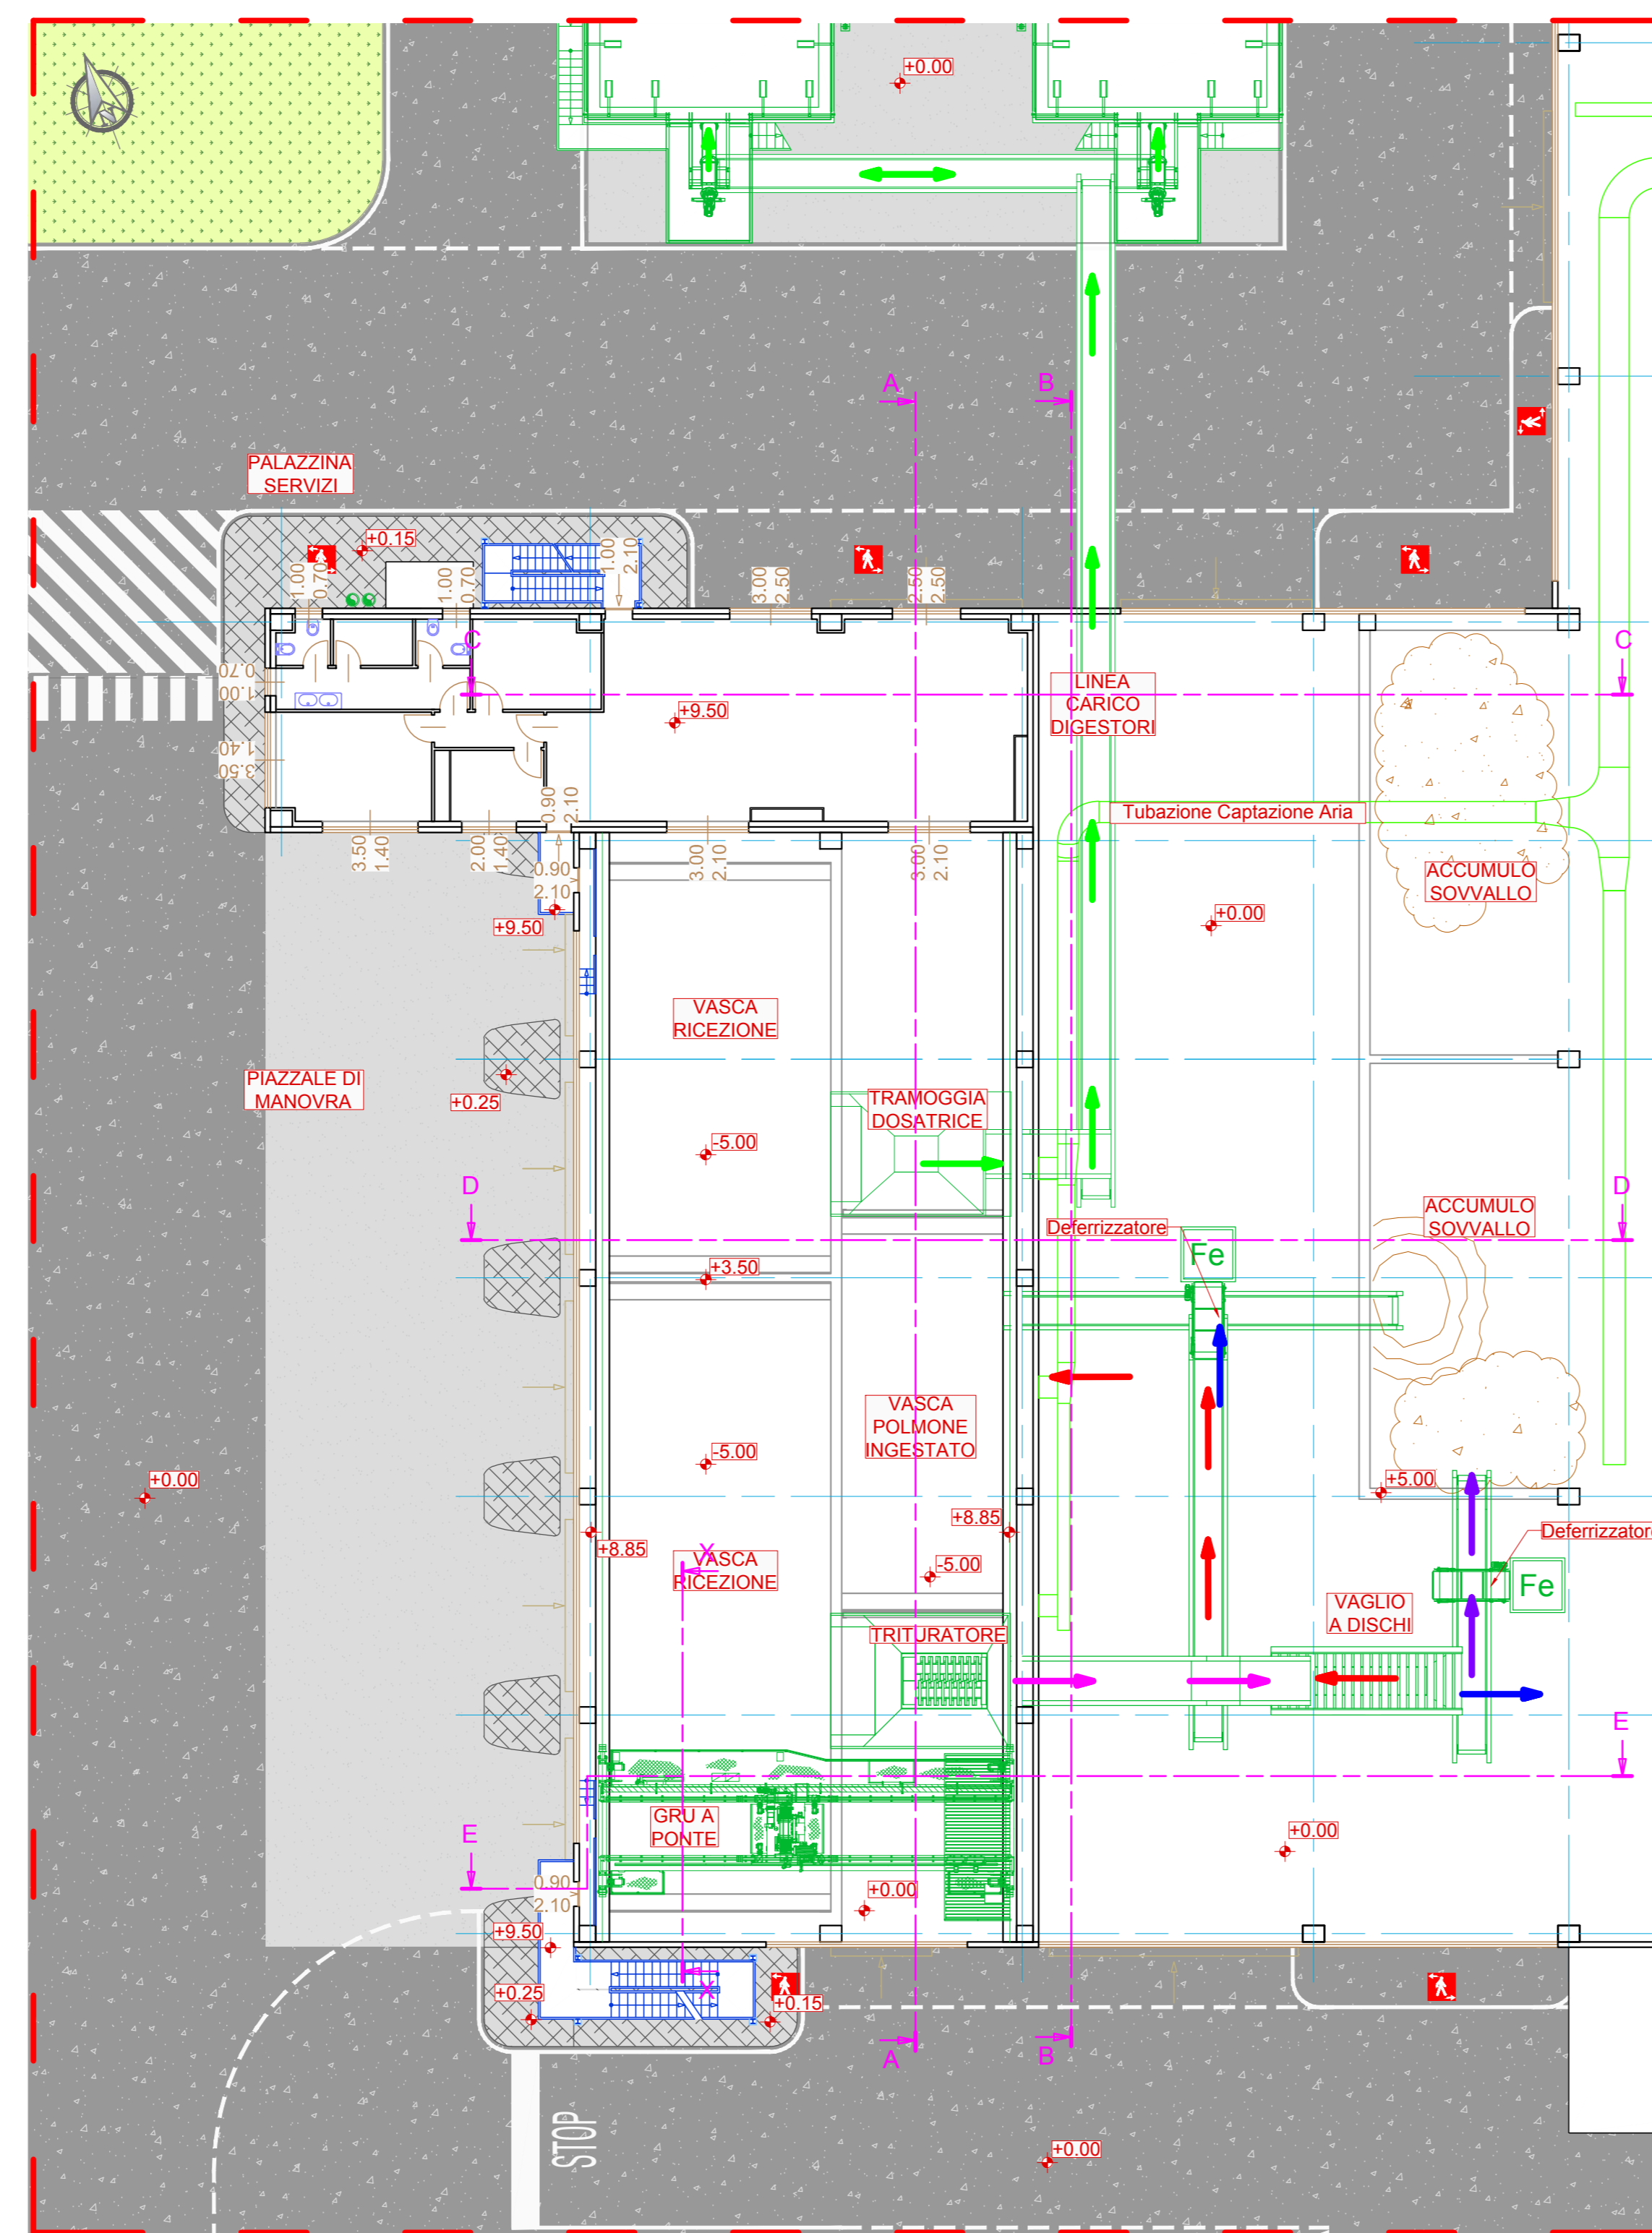 +0.00
A
B
PALAZZINA
SERVIZI
+0.15
1.00
0.70
1.00
0.70
1.00
2.10
3.00
2.50
2.50
2.50
C
C
0.70
1.00
LINEA
CARICO
DIGESTORI
+9.50
1.40
3.50
0.90
2.10
Tubazione Captazione Aria
3.50
1.40
2.00
1.40
3.00
2.10
3.00
2.10
0.90
2.10
ACCUMULO
SOVVALLO
+9.50
+0.00
VASCA
RICEZIONE
PIAZZALE DI
MANOVRA
+0.25
TRAMOGGIA
DOSATRICE
-5.00
D
D
ACCUMULO
SOVVALLO
Deferrizzatore
Fe
+3.50
VASCA
POLMONE
INGESTATO
-5.00
+0.00
+5.00
+8.85
+8.85
Deferrizzatore
X
VASCA
RICEZIONE
-5.00
Fe
VAGLIO
A DISCHI
TRITURATORE
E
GRU A
PONTE
E
+0.00
0.90
2.10
+0.00
+9.50
+0.25
X
+0.15
A
B
STOP
+0.00